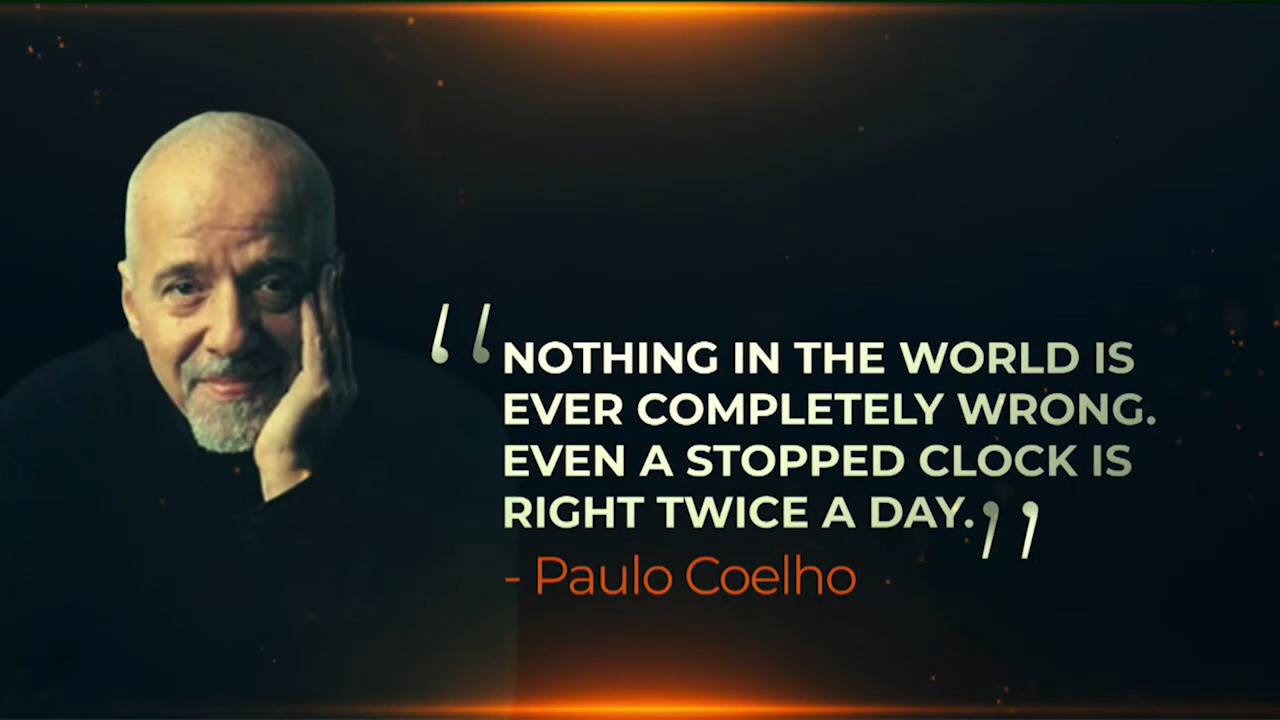 “NOTHING IN THE WORLD IS
EVER COMPLETELY WRONG.
EVEN A STOPPED CLOCK IS
RIGHT TWICE A DAY.”
- Paulo Coelho